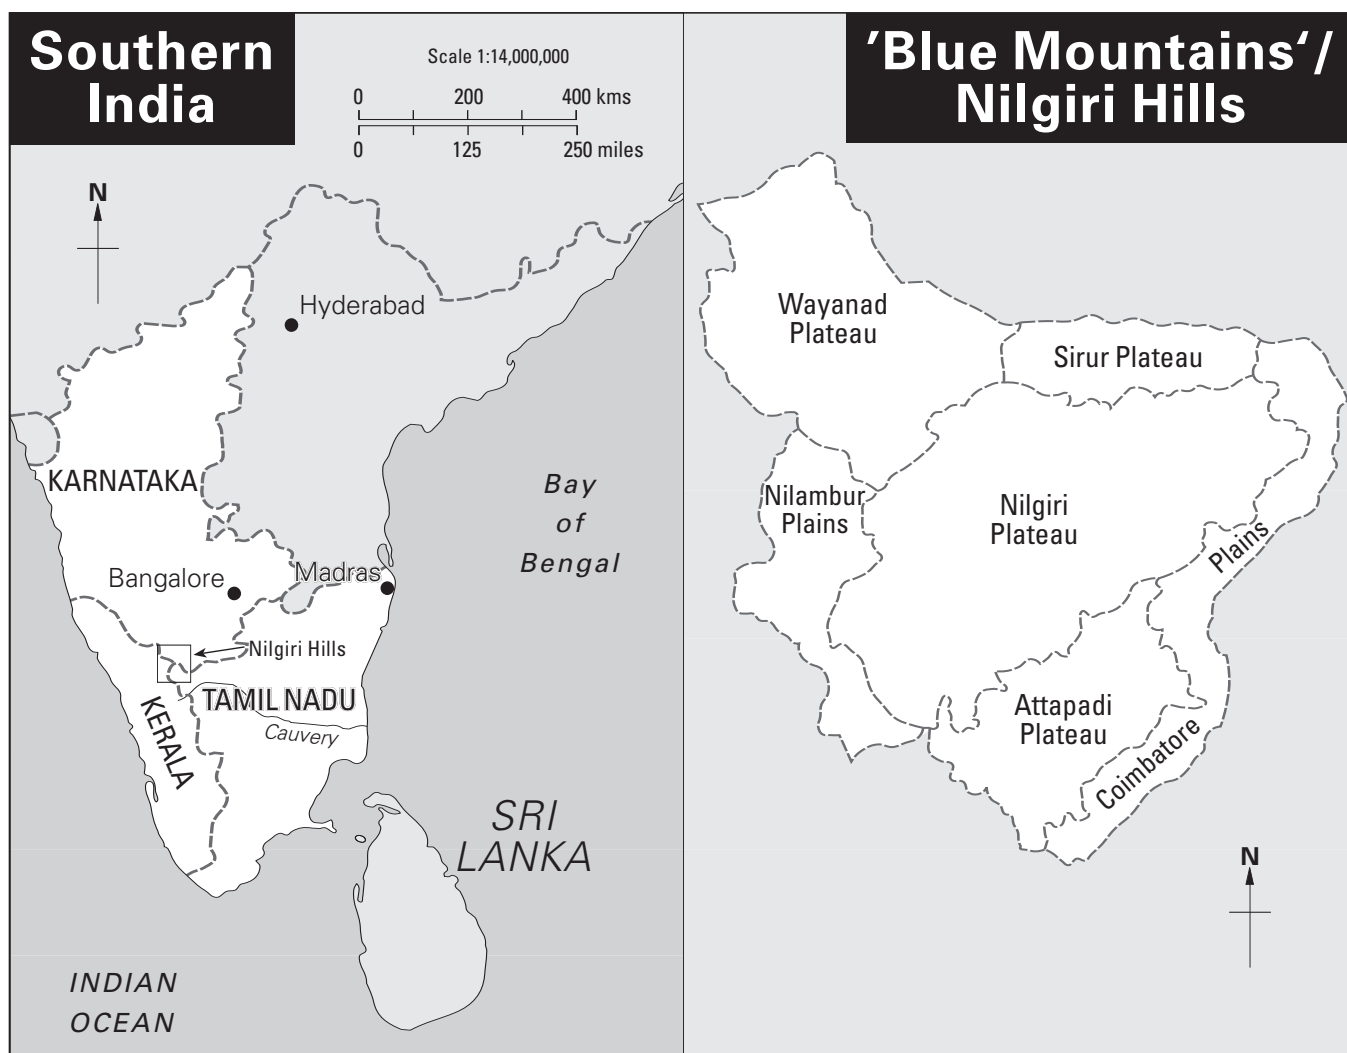 Southern
India
Scale 1:14,000,000
0 200 400 kms
0 125 250 miles
N
Hyderabad
KARNATAKA
Bay
of
Bengal
Bangalore
Madras
Nilgiri Hills
TAMIL NADU
KERALA
Cauvery
SRI
LANKA
INDIAN
OCEAN
’Blue Mountains‘/
Nilgiri Hills
Wayanad
Plateau
Sirur Plateau
Nilambur
Plains
Nilgiri
Plateau
Plains
Attapadi
Plateau
Coimbatore
N